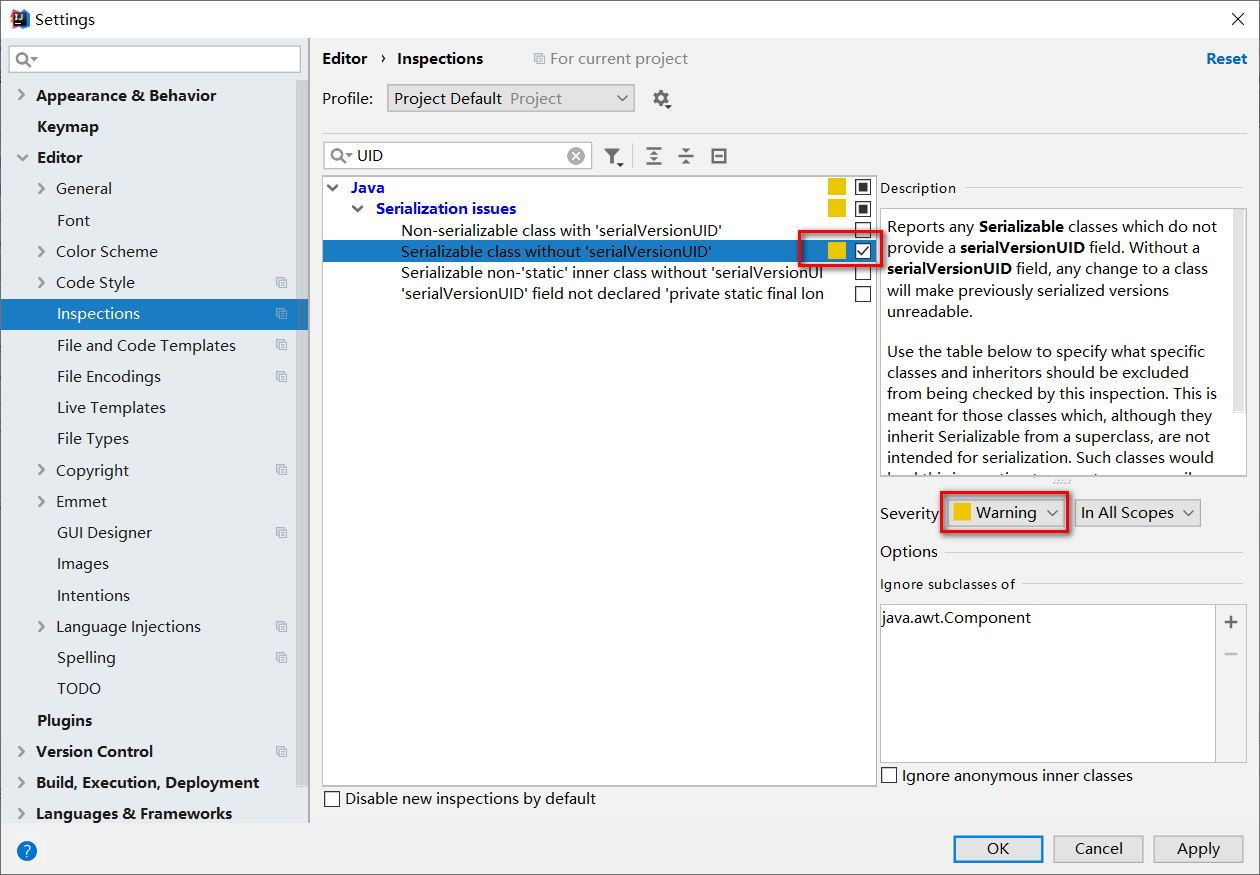 Settings
Editor › Inspections For current project Reset
Profile: Project Default Project
Appearance & Behavior
Keymap
Editor
General
Font
Color Scheme
Code Style
Inspections
File and Code Templates
File Encodings
Live Templates
File Types
Copyright
Emmet
GUI Designer
Images
Intentions
Language Injections
Spelling
TODO
Plugins
Version Control
Build, Execution, Deployment
Languages & Frameworks
UID
Java
Serialization issues
Non-serializable class with 'serialVersionUID'
Serializable class without 'serialVersionUID'
Serializable non-'static' inner class without 'serialVersionUI
'serialVersionUID' field not declared 'private static final lon
Disable new inspections by default
Description
Reports any Serializable classes which do not
provide a serialVersionUID field. Without a
serialVersionUID field, any change to a class
will make previously serialized versions
unreadable.
Use the table below to specify what specific
classes and inheritors should be excluded
from being checked by this inspection. This is
meant for those classes which, although they
inherit Serializable from a superclass, are not
intended for serialization. Such classes would
Severity Warning In All Scopes
Options
Ignore subclasses of
java.awt.Component
Ignore anonymous inner classes
?
OK Cancel Apply